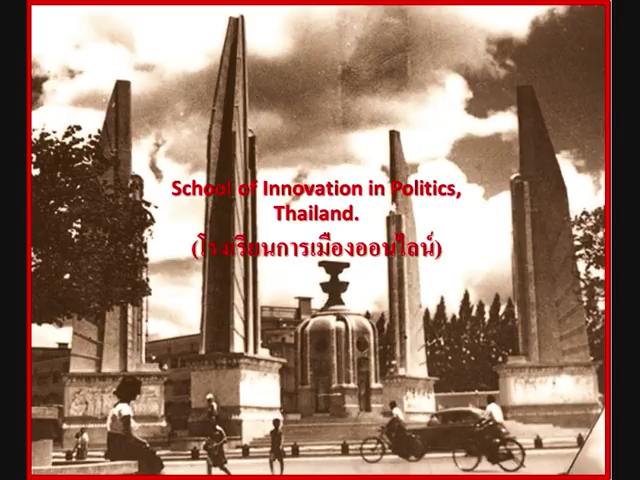 School of Innovation in Politics,
Thailand.
(โรงเรียนการเมืองออนไลน์)